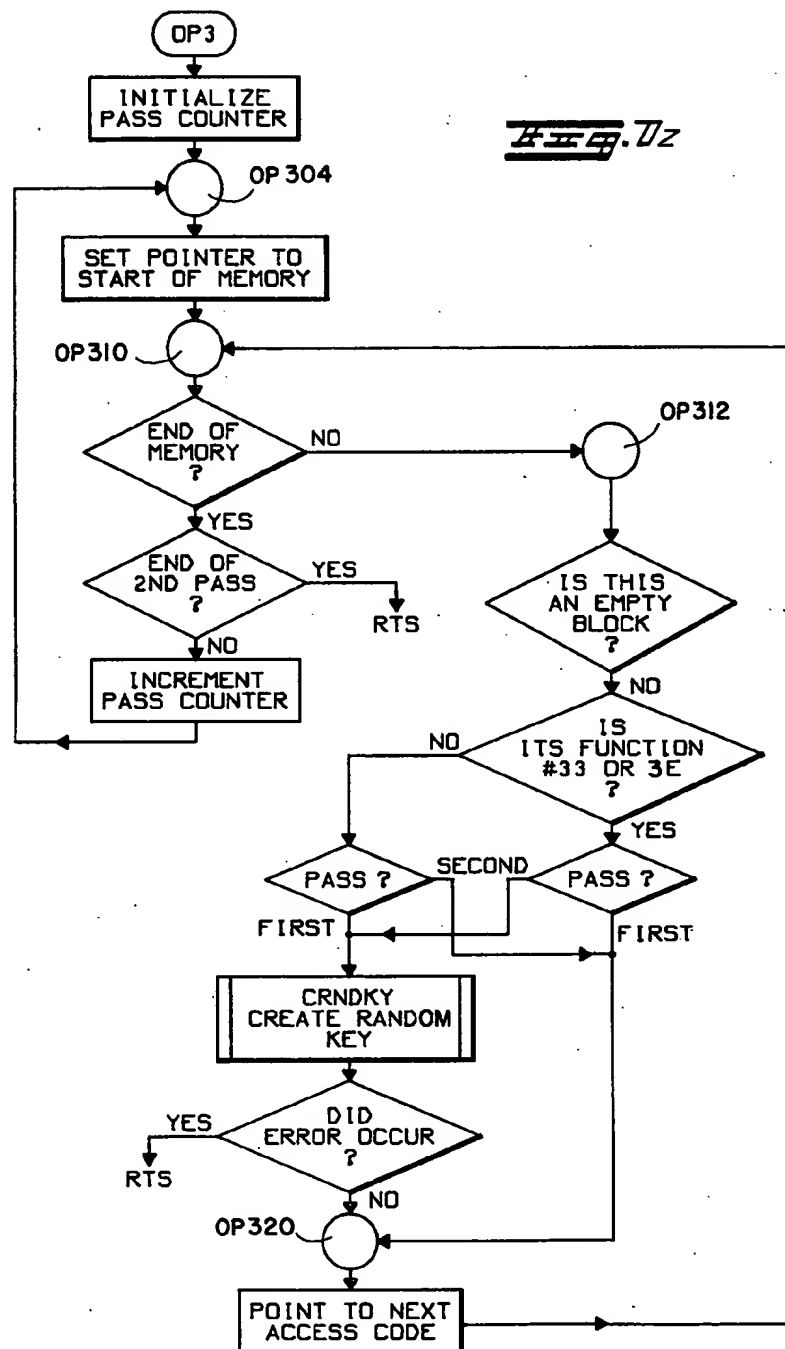 OP3
INITIALIZE
PASS COUNTER
Fig. 7z
OP304
SET POINTER TO
START OF MEMORY
OP310
END OF
MEMORY
?
NO
OP312
YES
END OF
2ND PASS
?
YES
RTS
IS THIS
AN EMPTY
BLOCK
?
NO
INCREMENT
PASS COUNTER
NO
IS
ITS FUNCTION
#33 OR 3E
?
YES
PASS ?
SECOND
PASS ?
FIRST
FIRST
CRNDKY
CREATE RANDOM
KEY
YES
DID
ERROR OCCUR
?
RTS
NO
OP320
POINT TO NEXT
ACCESS CODE